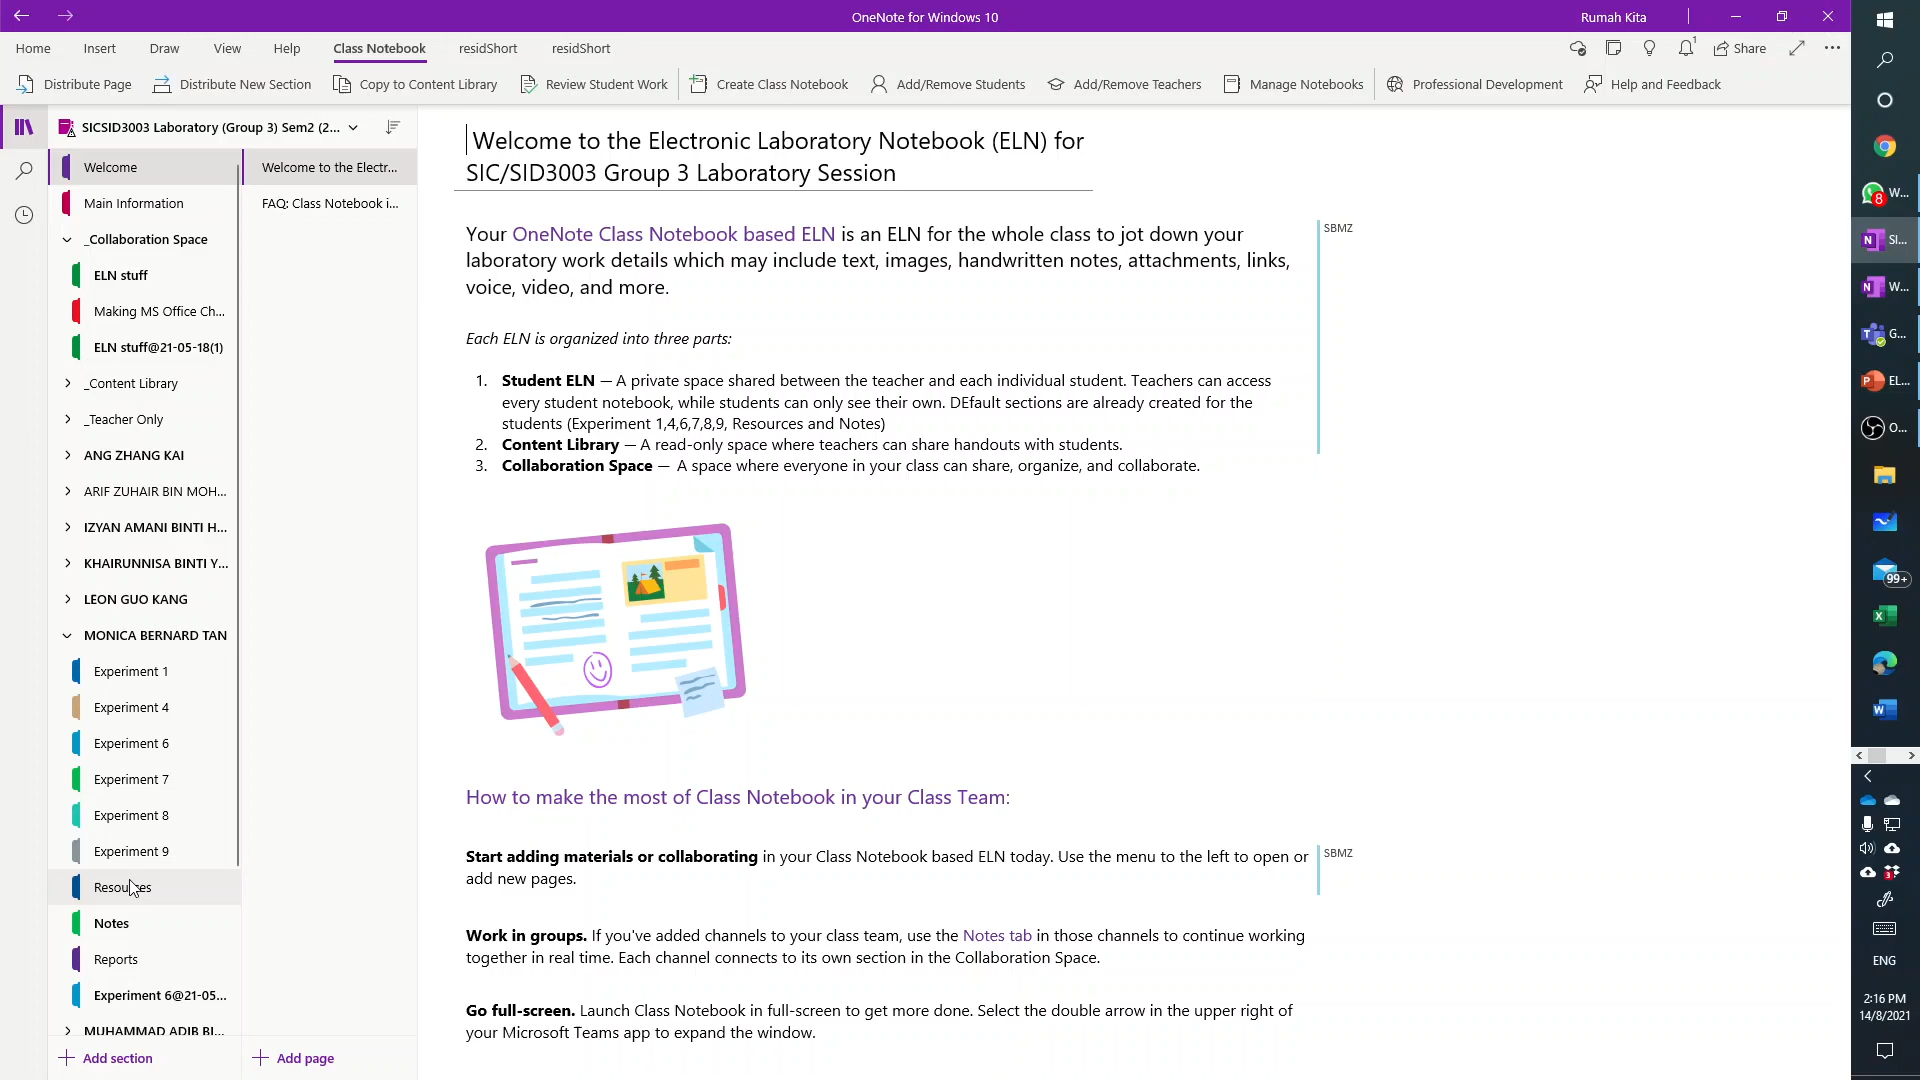 OneNote for Windows 10
Rumah Kita
Home Insert Draw View Help Class Notebook residShort residShort
1
Share
Distribute Page Distribute New Section Copy to Content Library Review Student Work Create Class Notebook Add/Remove Students Add/Remove Teachers Manage Notebooks Professional Development Help and Feedback
SICSID3003 Laboratory (Group 3) Sem2 (2...
Welcome
Main Information
_Collaboration Space
ELN stuff
Making MS Office Ch...
ELN stuff@21-05-18(1)
_Content Library
_Teacher Only
ANG ZHANG KAI
ARIF ZUHAIR BIN MOH...
IZYAN AMANI BINTI H...
KHAIRUNNISA BINTI Y...
LEON GUO KANG
MONICA BERNARD TAN
Experiment 1
Experiment 4
Experiment 6
Experiment 7
Experiment 8
Experiment 9
Resources
Notes
Reports
Experiment 6@21-05...
MUHAMMAD ADIB BI...
Add section
Welcome to the Electr...
FAQ: Class Notebook i...
Add page
Welcome to the Electronic Laboratory Notebook (ELN) for
SIC/SID3003 Group 3 Laboratory Session
Your OneNote Class Notebook based ELN is an ELN for the whole class to jot down your
laboratory work details which may include text, images, handwritten notes, attachments, links,
voice, video, and more.
SBMZ
Each ELN is organized into three parts:
1. Student ELN — A private space shared between the teacher and each individual student. Teachers can access
every student notebook, while students can only see their own. DEfault sections are already created for the
students (Experiment 1,4,6,7,8,9, Resources and Notes)
2. Content Library — A read-only space where teachers can share handouts with students.
3. Collaboration Space — A space where everyone in your class can share, organize, and collaborate.
How to make the most of Class Notebook in your Class Team:
Start adding materials or collaborating in your Class Notebook based ELN today. Use the menu to the left to open or
add new pages.
SBMZ
Work in groups. If you've added channels to your class team, use the Notes tab in those channels to continue working
together in real time. Each channel connects to its own section in the Collaboration Space.
Go full-screen. Launch Class Notebook in full-screen to get more done. Select the double arrow in the upper right of
your Microsoft Teams app to expand the window.
8 W...
N SI...
N W...
G...
P EL...
O...
99+
X
W
3
ENG
2:16 PM
14/8/2021